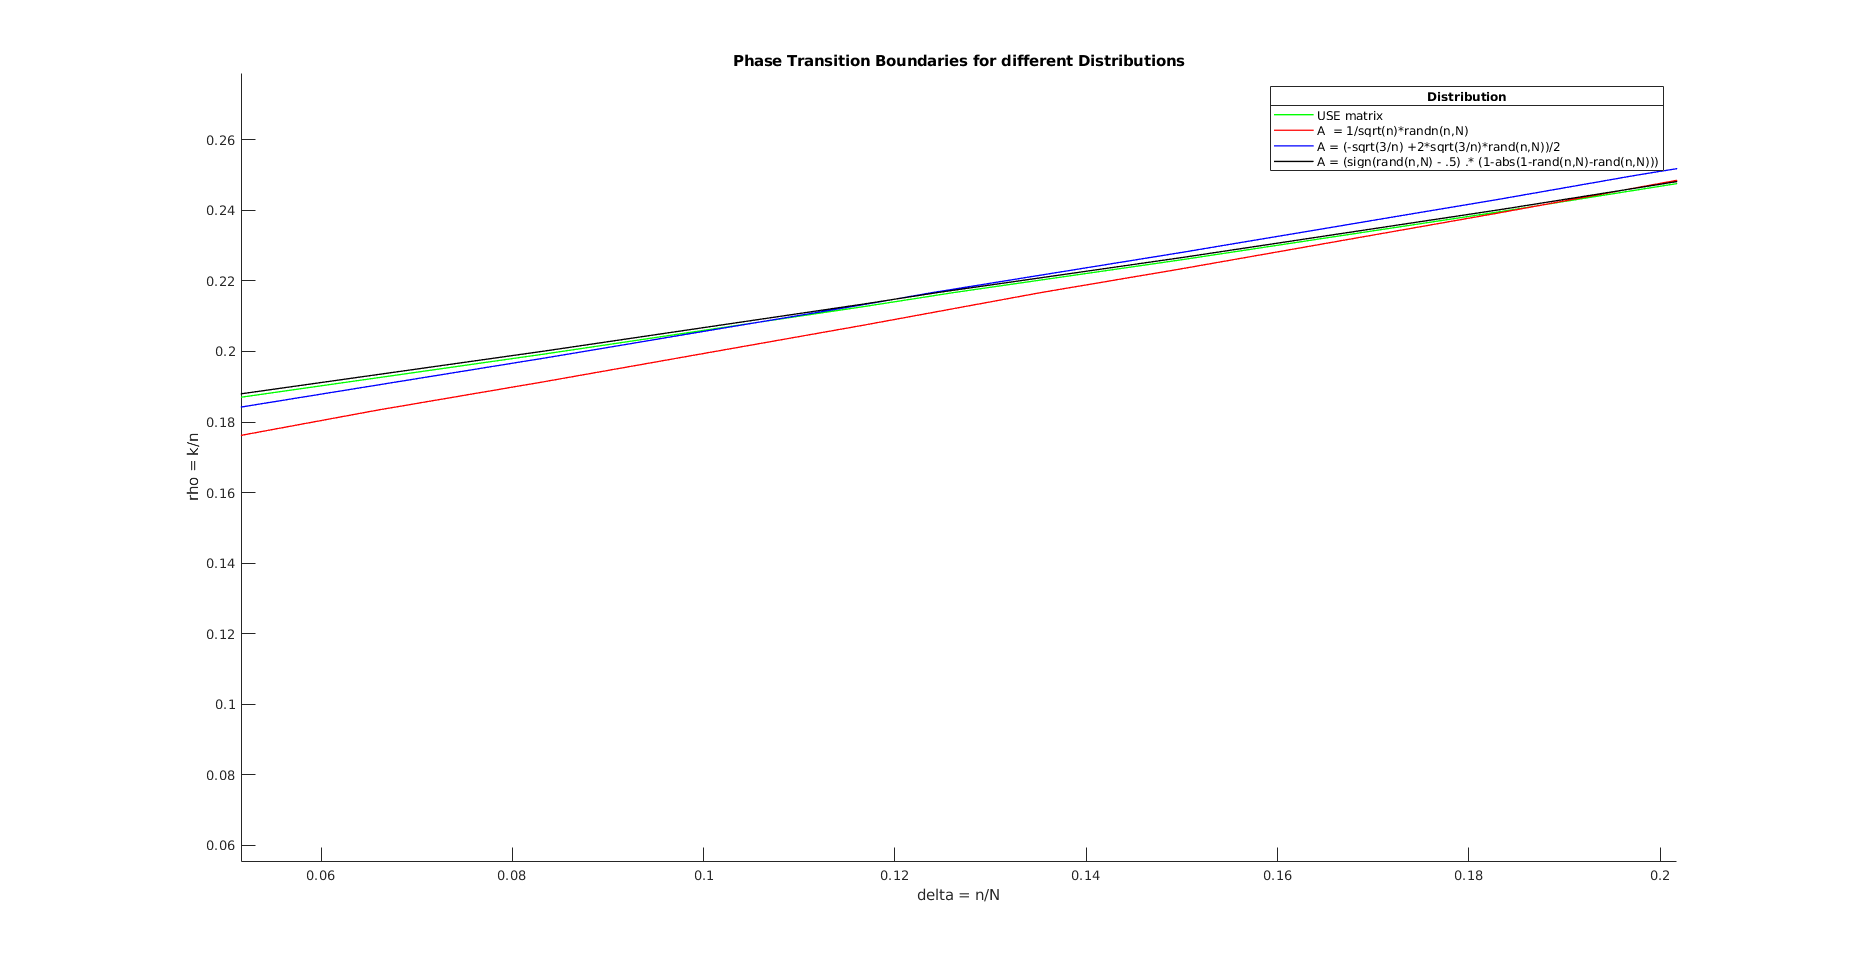 Phase Transition Boundaries for different Distributions
Distribution
USE matrix
A  = 1/sqrt(n)*randn(n,N)
A = (-sqrt(3/n) +2*sqrt(3/n)*rand(n,N))/2
A = (sign(rand(n,N) - .5) .* (1-abs(1-rand(n,N)-rand(n,N)))
0.26
0.24
0.22
0.2
0.18
0.16
0.14
0.12
0.1
0.08
0.06
rho = k/n
0.06 0.08 0.1 0.12 0.14 0.16 0.18 0.2
delta = n/N